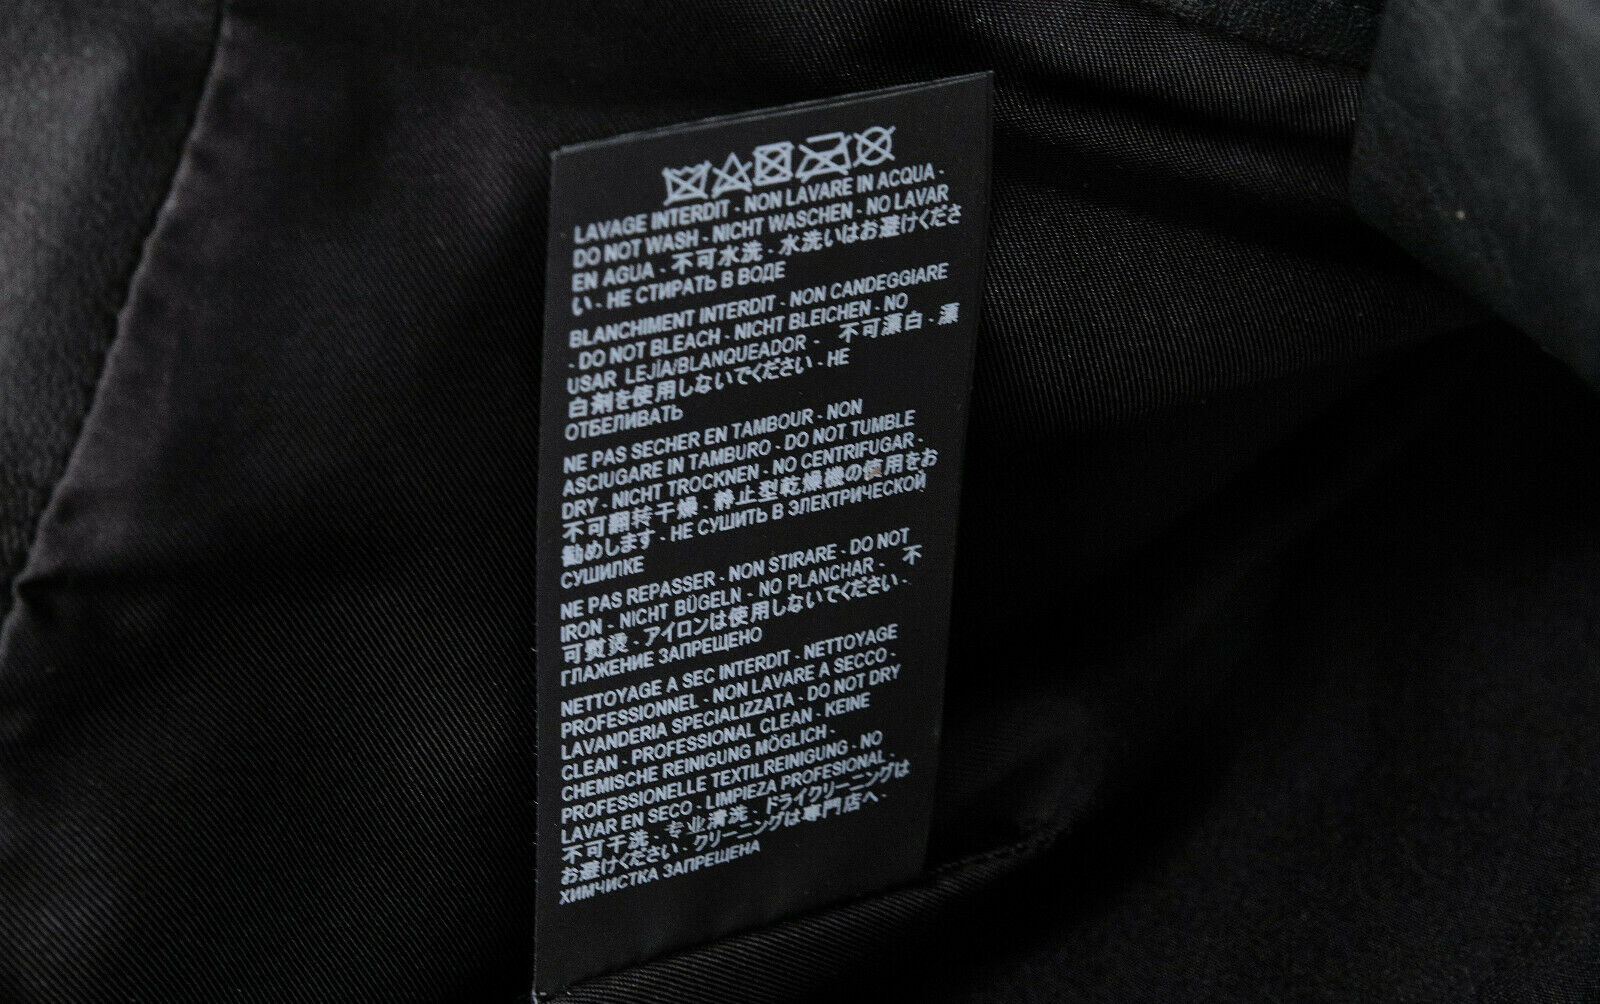 LAVAGE INTERDIT - NON LAVARE IN ACQUA -
DO NOT WASH - NICHT WASCHEN - NO LAVAR
EN AGUA - 不可水洗 - 水洗いはお避けくださ
い - НЕ СТИРАТЬ В ВОДЕ
BLANCHIMENT INTERDIT - NON CANDEGGIARE
- DO NOT BLEACH - NICHT BLEICHEN - NO
USAR LEJÍA/BLANQUEADOR - 不可漂白 - 漂
白剤を使用しないでください - НЕ
ОТБЕЛИВАТЬ
NE PAS SECHER EN TAMBOUR - NON
ASCIUGARE IN TAMBURO - DO NOT TUMBLE
DRY - NICHT TROCKNEN - NO CENTRIFUGAR -
不可翻转干燥 - 静止型乾燥機の使用をお
勧めします - НЕ СУШИТЬ В ЭЛЕКТРИЧЕСКОЙ
СУШИЛКЕ
NE PAS REPASSER - NON STIRARE - DO NOT
IRON - NICHT BÜGELN - NO PLANCHAR - 不
可熨烫 - アイロンは使用しないでください -
ГЛАЖЕНИЕ ЗАПРЕЩЕНО
NETTOYAGE A SEC INTERDIT - NETTOYAGE
PROFESSIONNEL - NON LAVARE A SECCO -
LAVANDERIA SPECIALIZZATA - DO NOT DRY
CLEAN - PROFESSIONAL CLEAN - KEINE
CHEMISCHE REINIGUNG MÖGLICH -
PROFESSIONELLE TEXTILREINIGUNG - NO
LAVAR EN SECO - LIMPIEZA PROFESIONAL -
不可干洗 - 专业清洗 - ドライクリーニングは
お避けください - クリーニングは専門店へ -
ХИМЧИСТКА ЗАПРЕЩЕНА